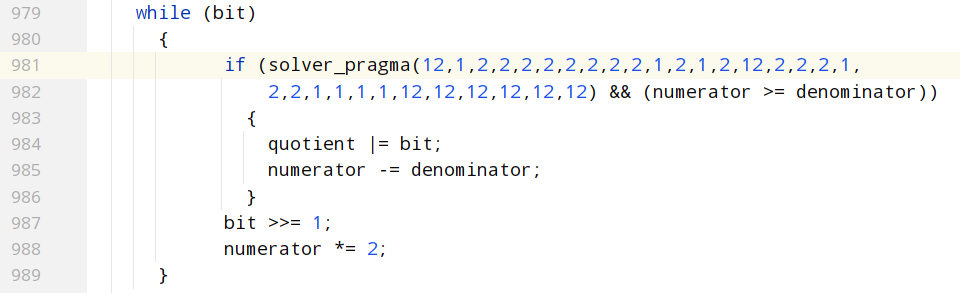 979 while (bit)
980 {
981 if (solver_pragma(12,1,2,2,2,2,2,2,2,2,1,2,1,2,12,2,2,2,1,
982 2,2,1,1,1,1,12,12,12,12,12,12) && (numerator >= denominator))
983 {
984 quotient |= bit;
985 numerator -= denominator;
986 }
987 bit >>= 1;
988 numerator *= 2;
989 }